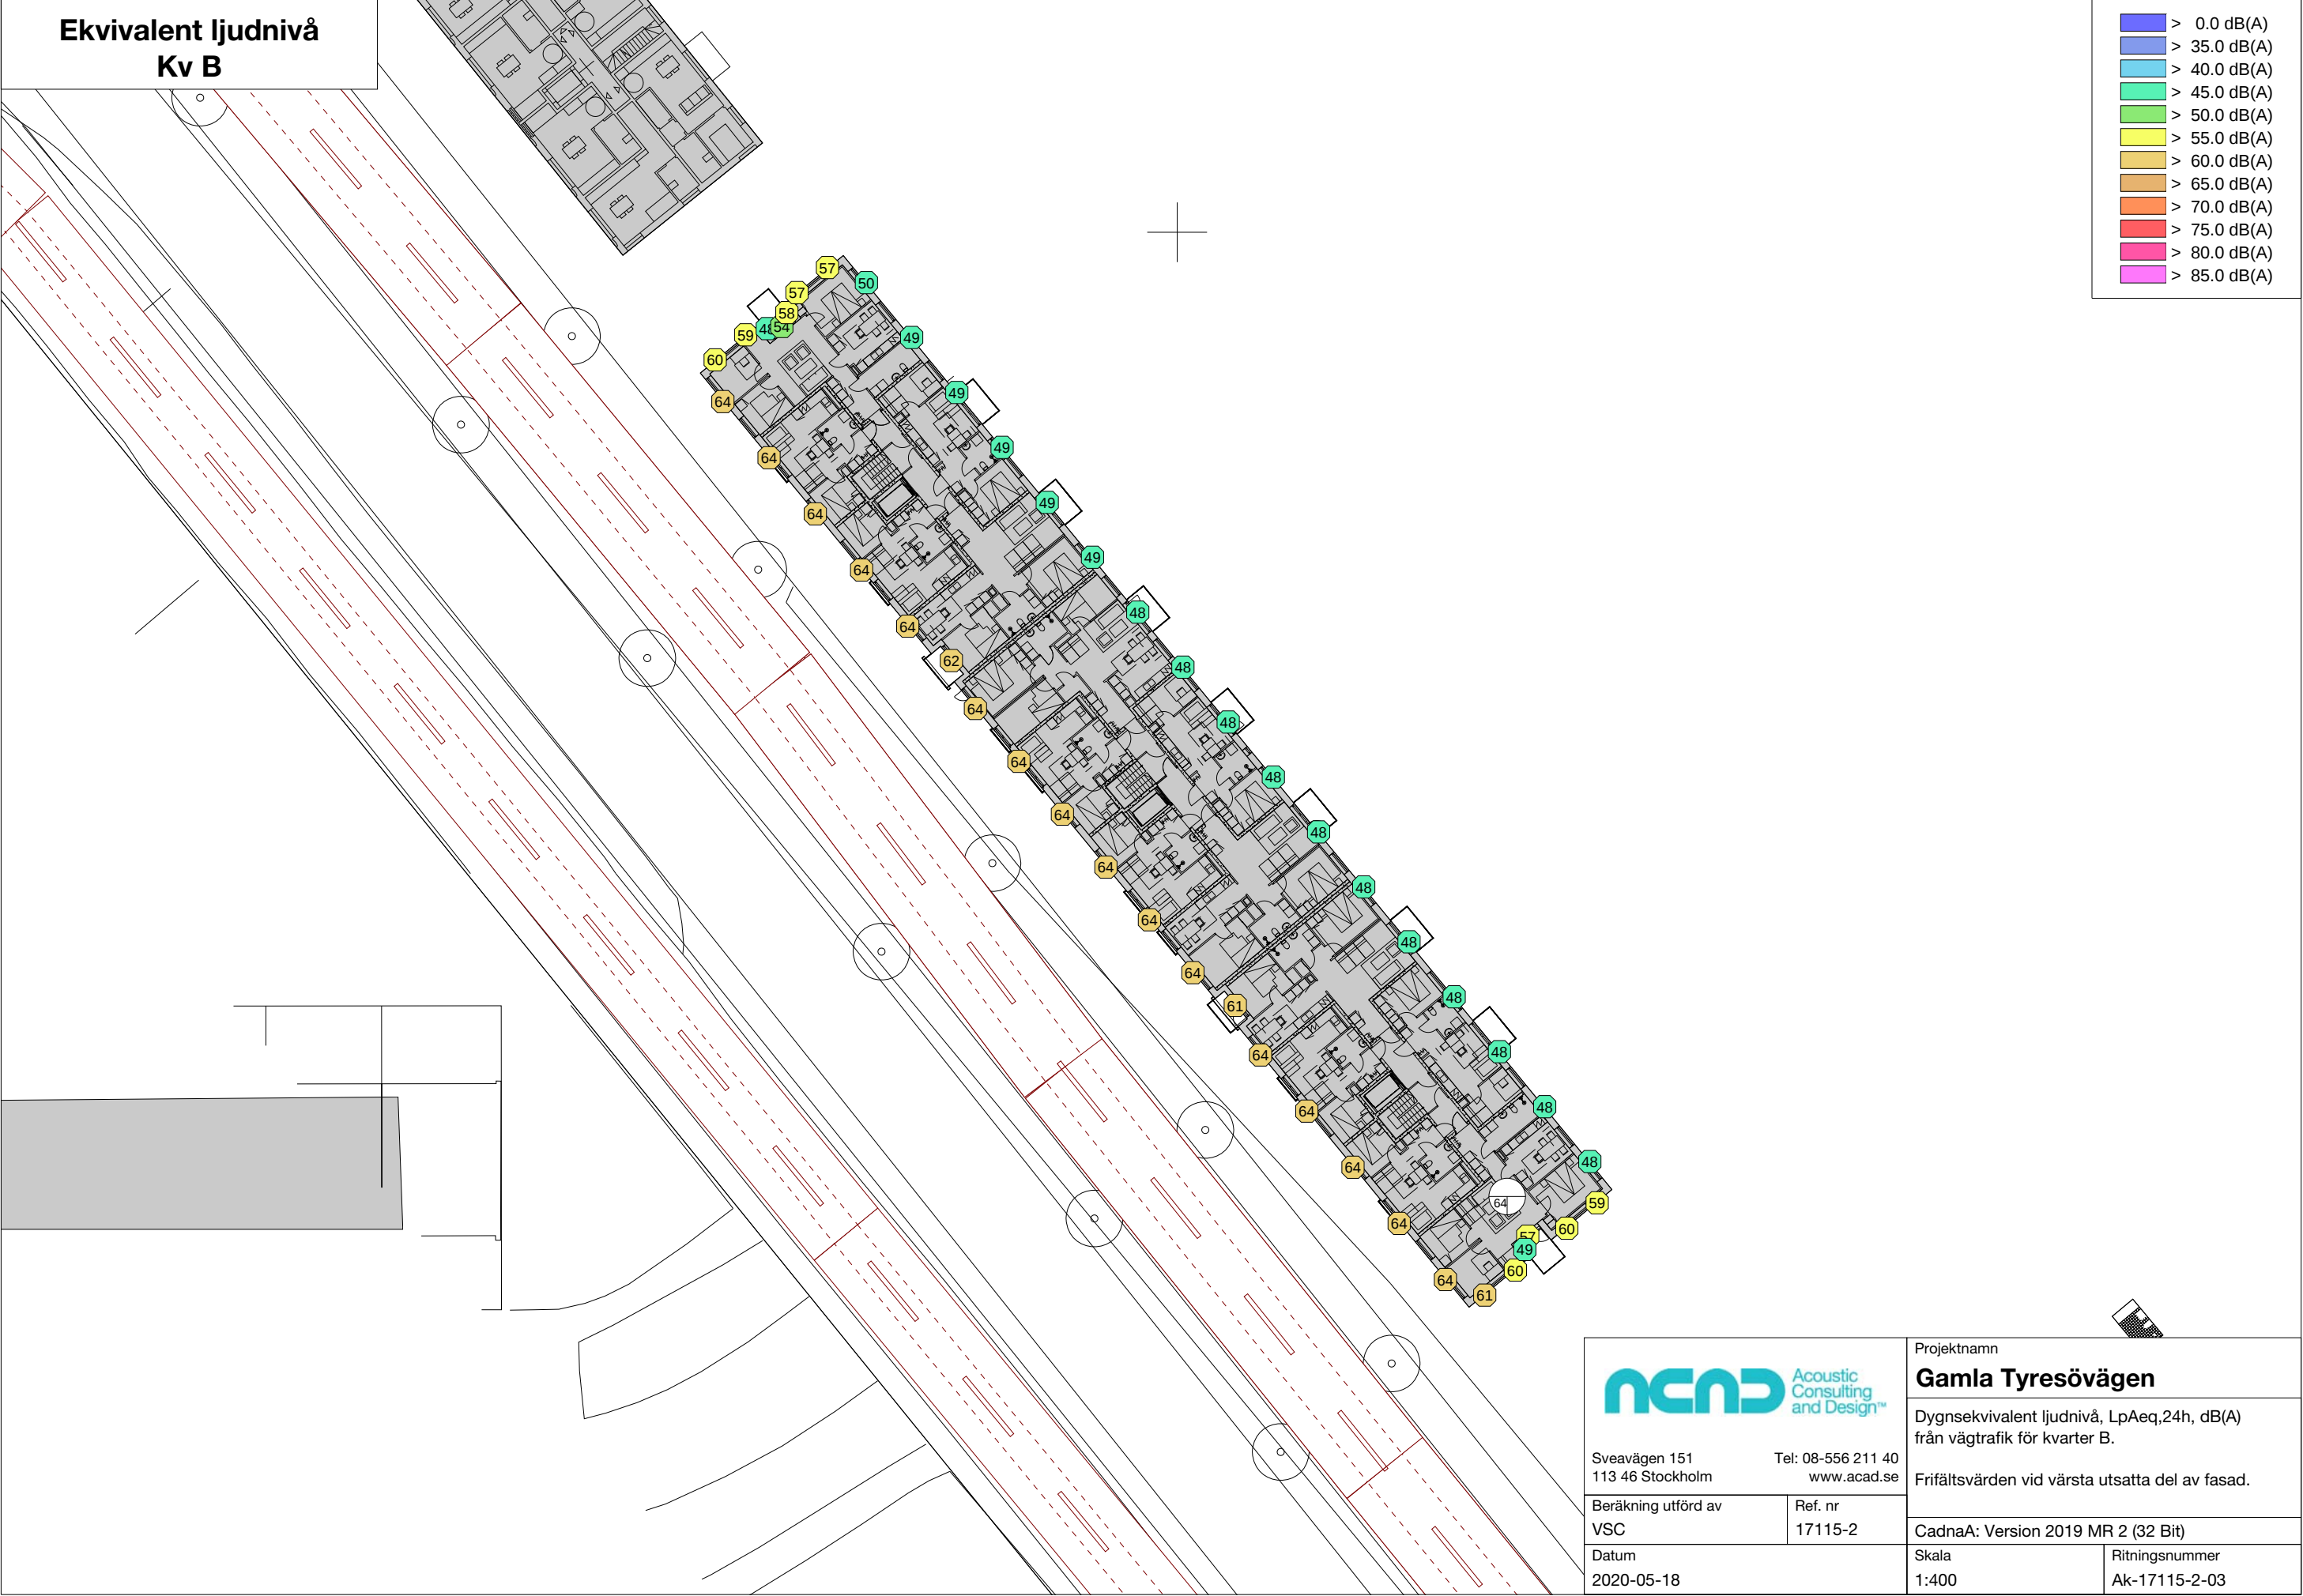 Ekvivalent ljudnivå
Kv B
> 0.0 dB(A)
> 35.0 dB(A)
> 40.0 dB(A)
> 45.0 dB(A)
> 50.0 dB(A)
> 55.0 dB(A)
> 60.0 dB(A)
> 65.0 dB(A)
> 70.0 dB(A)
> 75.0 dB(A)
> 80.0 dB(A)
> 85.0 dB(A)
57
50
57
58
48
54
59
49
60
49
64
49
64
49
64
49
64
48
64
62
48
64
48
64
48
64
48
64
48
64
48
64
48
61
48
64
48
64
48
64
64
59
64
60
57
49
60
64
61
acad
Acoustic
Consulting
and Design™
Sveavägen 151
113 46 Stockholm
Tel: 08-556 211 40
www.acad.se
Beräkning utförd av
VSC
Ref. nr
17115-2
Datum
2020-05-18
Projektnamn
Gamla Tyresövägen
Dygnsekvivalent ljudnivå, LpAeq,24h, dB(A)
från vägtrafik för kvarter B.
Frifältsvärden vid värsta utsatta del av fasad.
CadnaA: Version 2019 MR 2 (32 Bit)
Skala
1:400
Ritningsnummer
Ak-17115-2-03